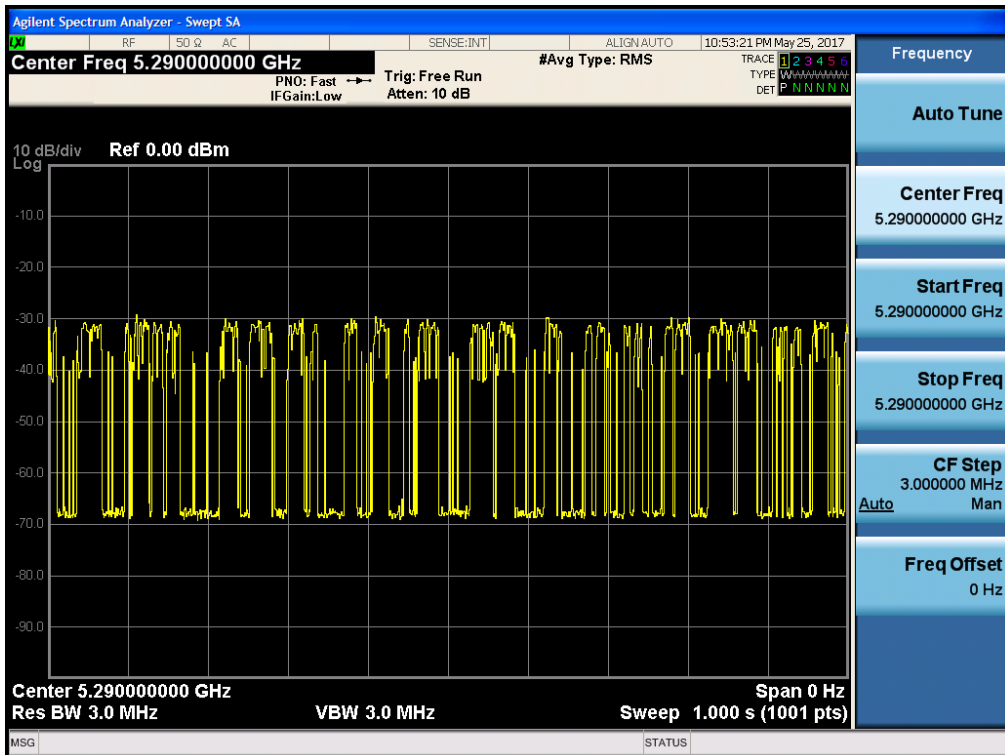 Agilent Spectrum Analyzer - Swept SA
LXI RF 50 Ω AC SENSE:INT ALIGN AUTO 10:53:21 PM May 25, 2017
Center Freq 5.290000000 GHz
PNO: Fast
IFGain:Low
Trig: Free Run
Atten: 10 dB
#Avg Type: RMS
TRACE 1 2 3 4 5 6
TYPE W
DET P N N N N N
10 dB/div Ref 0.00 dBm
Log
-10.0
-20.0
-30.0
-40.0
-50.0
-60.0
-70.0
-80.0
-90.0
Center 5.290000000 GHz Span 0 Hz
Res BW 3.0 MHz VBW 3.0 MHz Sweep 1.000 s (1001 pts)
MSG STATUS
Frequency
Auto Tune
Center Freq
5.290000000 GHz
Start Freq
5.290000000 GHz
Stop Freq
5.290000000 GHz
CF Step
3.000000 MHz
Auto Man
Freq Offset
0 Hz